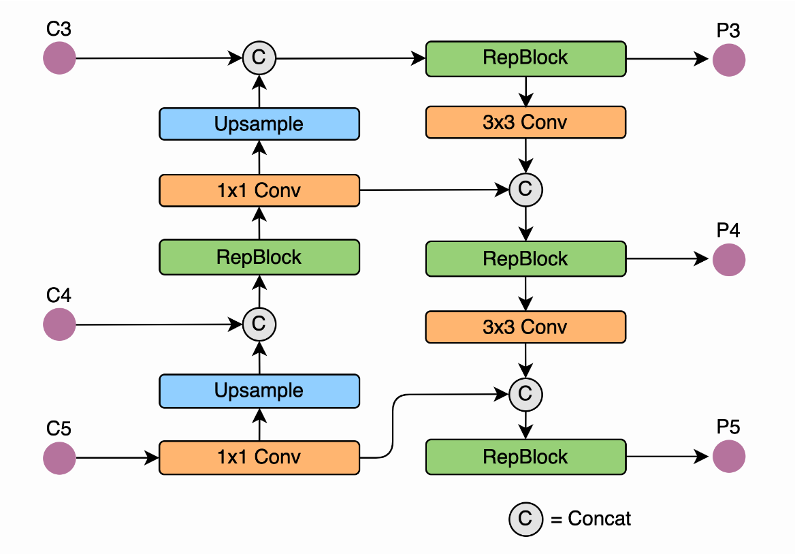 C3
C
RepBlock
P3
Upsample
3x3 Conv
1x1 Conv
C
RepBlock
RepBlock
P4
C4
C
3x3 Conv
Upsample
C
C5
1x1 Conv
RepBlock
P5
C = Concat